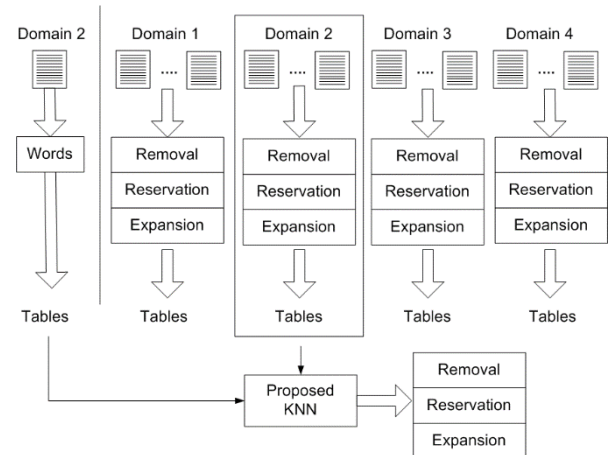 Domain 2 Domain 1 Domain 2 Domain 3 Domain 4
.... .... .... ....
Words Removal Removal Removal Removal
Reservation Reservation Reservation Reservation
Expansion Expansion Expansion Expansion
Tables Tables Tables Tables Tables
Proposed
KNN
Removal
Reservation
Expansion